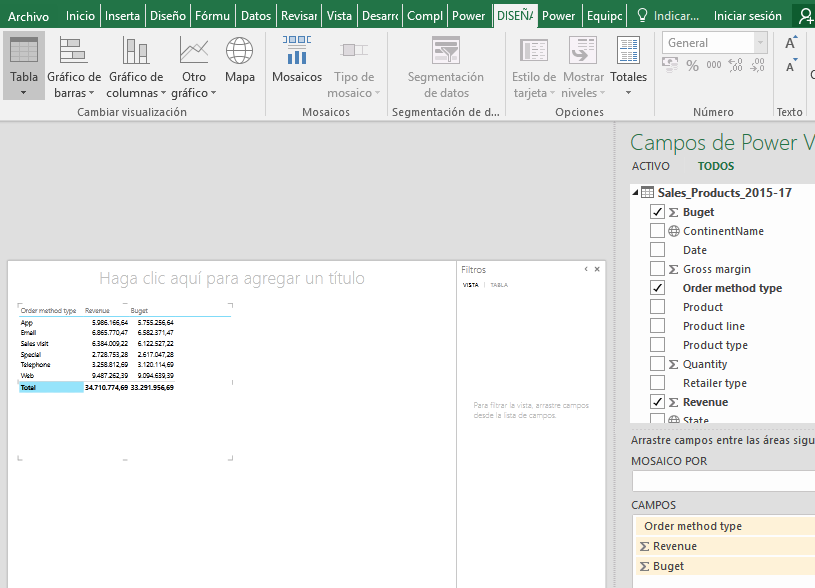 Archivo Inicio Inserta Diseño Fórmu Datos Revisar Vista Desarro Compl Power DISEÑA Power Equipo Indicar... Iniciar sesión
Tabla
Gráfico de barras
Gráfico de columnas
Otro gráfico
Mapa
Cambiar visualización
Mosaicos
Tipo de mosaico
Mosaicos
Segmentación de datos
Segmentación de d...
Estilo de tarjeta
Mostrar niveles
Totales
Opciones
General
% 000 ,00 ,00
Número
A
A
Texto
Haga clic aquí para agregar un título
Order method type Revenue Buget
App 5.986.166,64 5.755.256,64
Email 6.865.770,47 6.582.371,47
Sales visit 6.384.009,22 6.122.527,22
Special 2.728.753,28 2.617.047,28
Telephone 3.258.812,69 3.120.114,69
Web 9.487.262,39 9.094.639,39
Total 34.710.774,69 33.291.956,69
Filtros
VISTA | TABLA
Para filtrar la vista, arrastre campos
desde la lista de campos.
Campos de Power V
ACTIVO TODOS
Sales_Products_2015-17
Σ Buget
ContinentName
Date
Σ Gross margin
Order method type
Product
Product line
Product type
Σ Quantity
Retailer type
Σ Revenue
State
Arrastre campos entre las áreas sigu
MOSAICO POR
CAMPOS
Order method type
Σ Revenue
Σ Buget